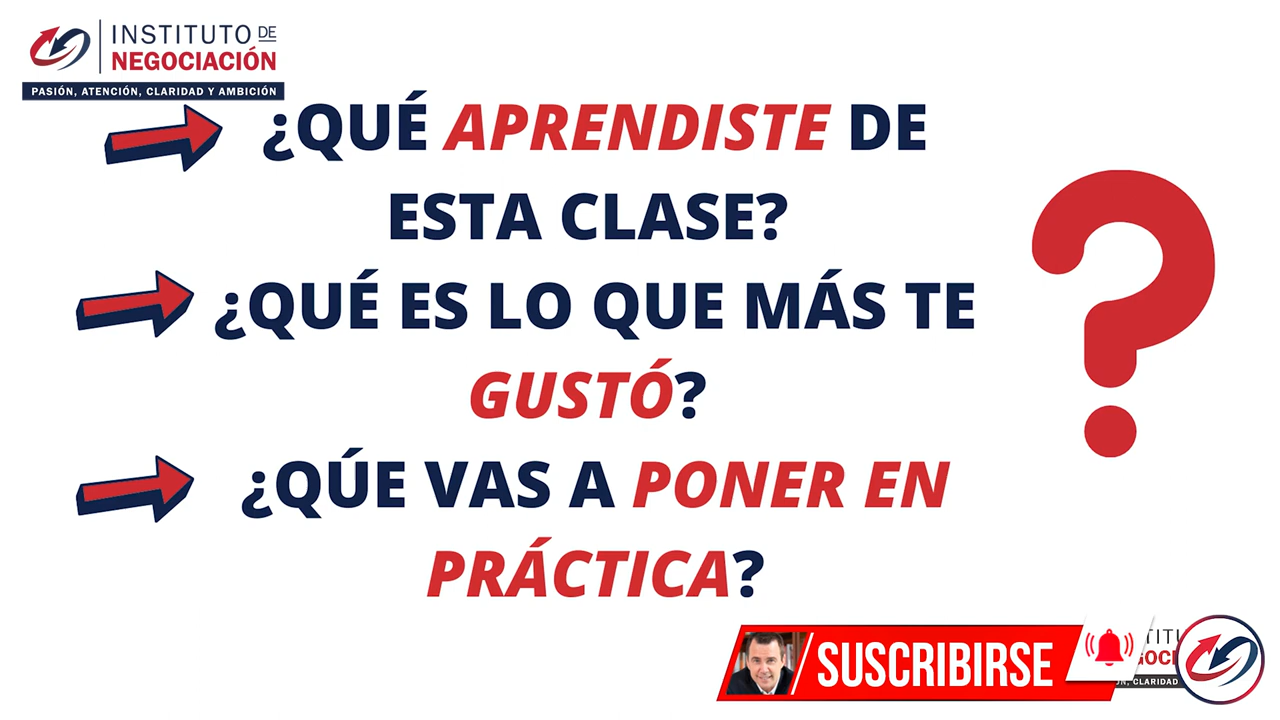 INSTITUTO DE
NEGOCIACIÓN
PASIÓN, ATENCIÓN, CLARIDAD Y AMBICIÓN
¿QUÉ APRENDISTE DE
ESTA CLASE?
¿QUÉ ES LO QUE MÁS TE
GUSTÓ?
¿QÚE VAS A PONER EN
PRÁCTICA?
SUSCRIBIRSE